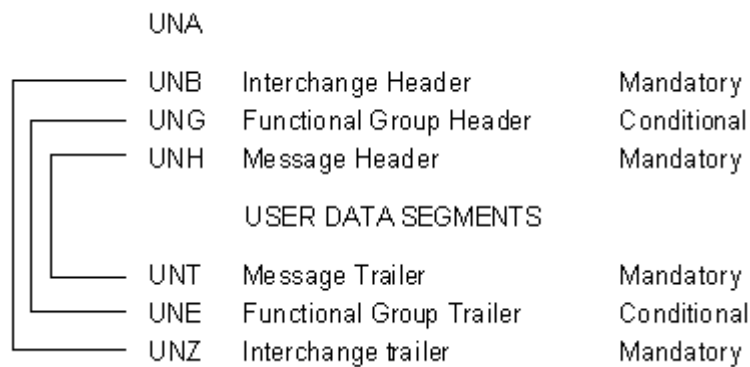 UNA
UNB Interchange Header Mandatory
UNG Functional Group Header Conditional
UNH Message Header Mandatory
USER DATA SEGMENTS
UNT Message Trailer Mandatory
UNE Functional Group Trailer Conditional
UNZ Interchange trailer Mandatory